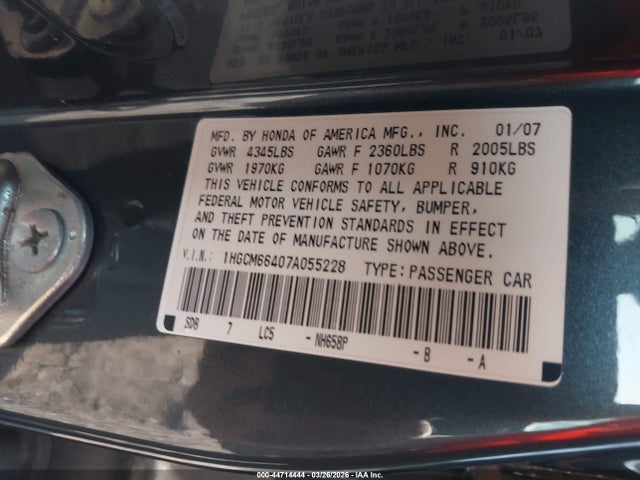 MFD. BY HONDA OF AMERICA MFG., INC. 01/07
GVWR 4345LBS GAWR F 2360LBS R 2005LBS
GVWR 1970KG GAWR F 1070KG R 910KG
THIS VEHICLE CONFORMS TO ALL APPLICABLE
FEDERAL MOTOR VEHICLE SAFETY, BUMPER,
AND THEFT PREVENTION STANDARDS IN EFFECT
ON THE DATE OF MANUFACTURE SHOWN ABOVE.
V.I.N.: 1HGCM66407A055228 TYPE: PASSENGER CAR
SDB 7 LC5 - NH658P - B - A
000-44714444 — 03/26/2026 — IAA Inc.